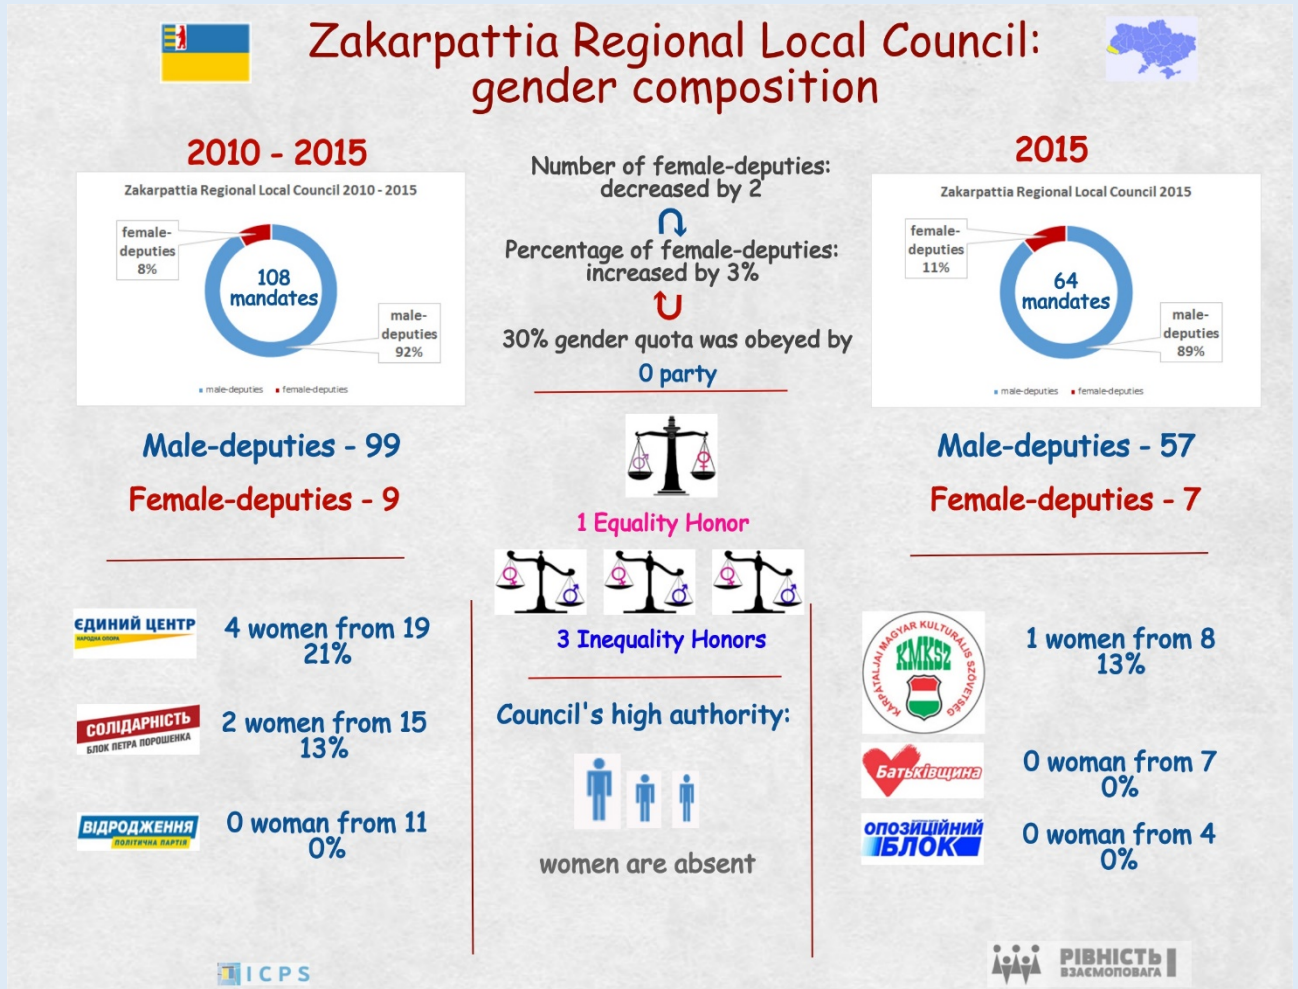 Zakarpattia Regional Local Council:
gender composition
2010 - 2015
Zakarpattia Regional Local Council 2010 - 2015
female-
deputies
8%
108
mandates
male-
deputies
92%
male-deputies
female-deputies
Male-deputies - 99
Female-deputies - 9
Number of female-deputies:
decreased by 2
Percentage of female-deputies:
increased by 3%
30% gender quota was obeyed by
0 party
1 Equality Honor
3 Inequality Honors
Council's high authority:
women are absent
2015
Zakarpattia Regional Local Council 2015
female-
deputies
11%
64
mandates
male-
deputies
89%
male-deputies
female-deputies
Male-deputies - 57
Female-deputies - 7
ЄДИНИЙ ЦЕНТР
НАРОДНА ОПОРА
4 women from 19
21%
СОЛІДАРНІСТЬ
БЛОК ПЕТРА ПОРОШЕНКА
2 women from 15
13%
ВІДРОДЖЕННЯ
ПОЛІТИЧНА ПАРТІЯ
0 woman from 11
0%
KÁRPÁTALJAI MAGYAR KULTURÁLIS SZÖVETSÉG
KMKSZ
1 women from 8
13%
Батьківщина
0 woman from 7
0%
ОПОЗИЦІЙНИЙ
БЛОК
0 woman from 4
0%
ICPS
РІВНІСТЬ
ВЗАЄМОПОВАГА